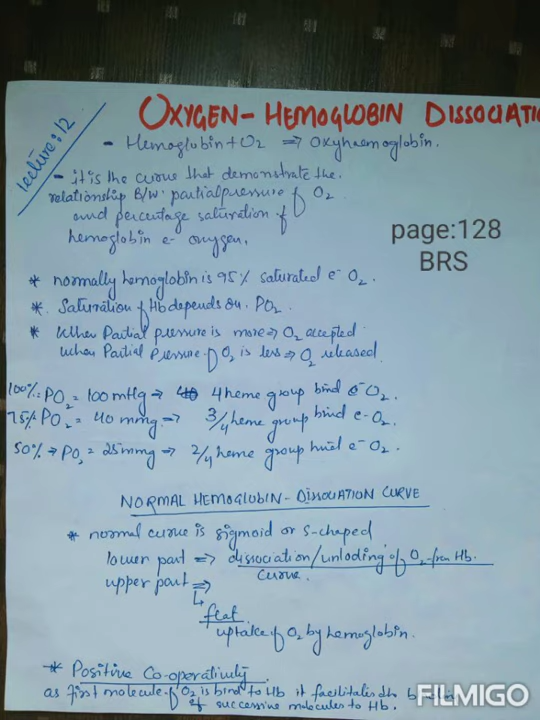 OXYGEN-HEMOGLOBIN DISSOCIATI
lecture:12
- Hemoglobin + O2 ⇒ Oxyhaemoglobin.
- it is the curve that demonstrate the
relationship B/w partial pressure of O2
and percentage saturation of
hemoglobin e- oxygen.
page:128
BRS
* normally hemoglobin is 95% saturated e- O2.
* Saturation of Hb depends on PO2.
* When Partial pressure is more ⇒ O2 accepted
when Partial Pressure of O2 is less ⇒ O2 released
100%= PO2 = 100 mHg ⇒ 4 heme group bind e- O2.
75% PO2 = 40 mmg. ⇒ 3/4 heme group bind e- O2.
50% ⇒ PO2 = 25 mmg ⇒ 2/4 heme group bind e- O2.
NORMAL HEMOGLOBIN-DISSOUATION CURVE
* normal curve is sigmoid or S-chaped
lower part ⇒ dissociation/unloding of O2 from Hb.
curve.
upper part ⇒
↳ flat
uptake of O2 by hemoglobin.
* Positive Co-operativity
as first molecule of O2 is bind to Hb it facilitates
of successive molecules to Hb.
FILMIGO